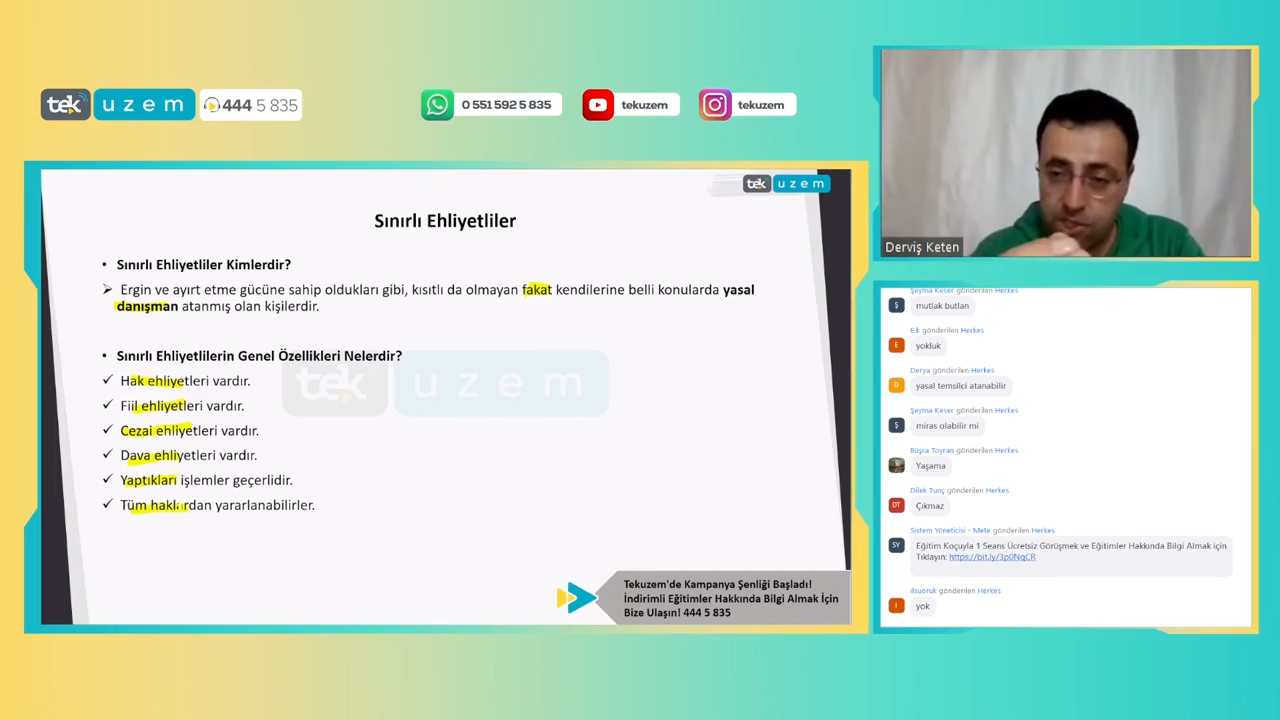 tek uzem 444 5 835
0 551 592 5 835
tekuzem
tekuzem
tek uzem
Sınırlı Ehliyetliler
• Sınırlı Ehliyetliler Kimlerdir?
Ergin ve ayırt etme gücüne sahip oldukları gibi, kısıtlı da olmayan fakat kendilerine belli konularda yasal
danışman atanmış olan kişilerdir.
• Sınırlı Ehliyetlilerin Genel Özellikleri Nelerdir?
✓ Hak ehliyetleri vardır.
✓ Fiil ehliyetleri vardır.
✓ Cezai ehliyetleri vardır.
✓ Dava ehliyetleri vardır.
✓ Yaptıkları işlemler geçerlidir.
✓ Tüm haklardan yararlanabilirler.
tek uzem
Tekuzem'de Kampanya Şenliği Başladı!
İndirimli Eğitimler Hakkında Bilgi Almak İçin
Bize Ulaşın! 444 5 835
Derviş Keten
Şeyma Keser gönderilen Herkes
Ş mutlak butlan
E.k gönderilen Herkes
E yokluk
Derya gönderilen Herkes
D yasal temsilci atanabilir
Şeyma Keser gönderilen Herkes
Ş miras olabilir mi
Büşra Toyran gönderilen Herkes
Yaşama
Dilek Tunç gönderilen Herkes
DT Çıkmaz
Sistem Yöneticisi - Mete gönderilen Herkes
SY Eğitim Koçuyla 1 Seans Ücretsiz Görüşmek ve Eğitimler Hakkında Bilgi Almak için
Tıklayın: https://bit.ly/3p0NqCR
ilsuoruk gönderilen Herkes
I yok